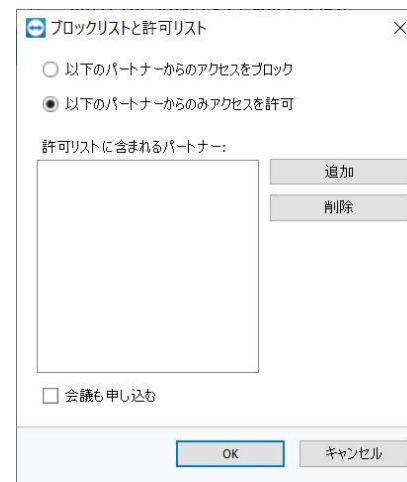 ブロックリストと許可リスト
以下のパートナーからのアクセスをブロック
以下のパートナーからのみアクセスを許可
許可リストに含まれるパートナー:
追加
削除
会議も申し込む
OK
キャンセル